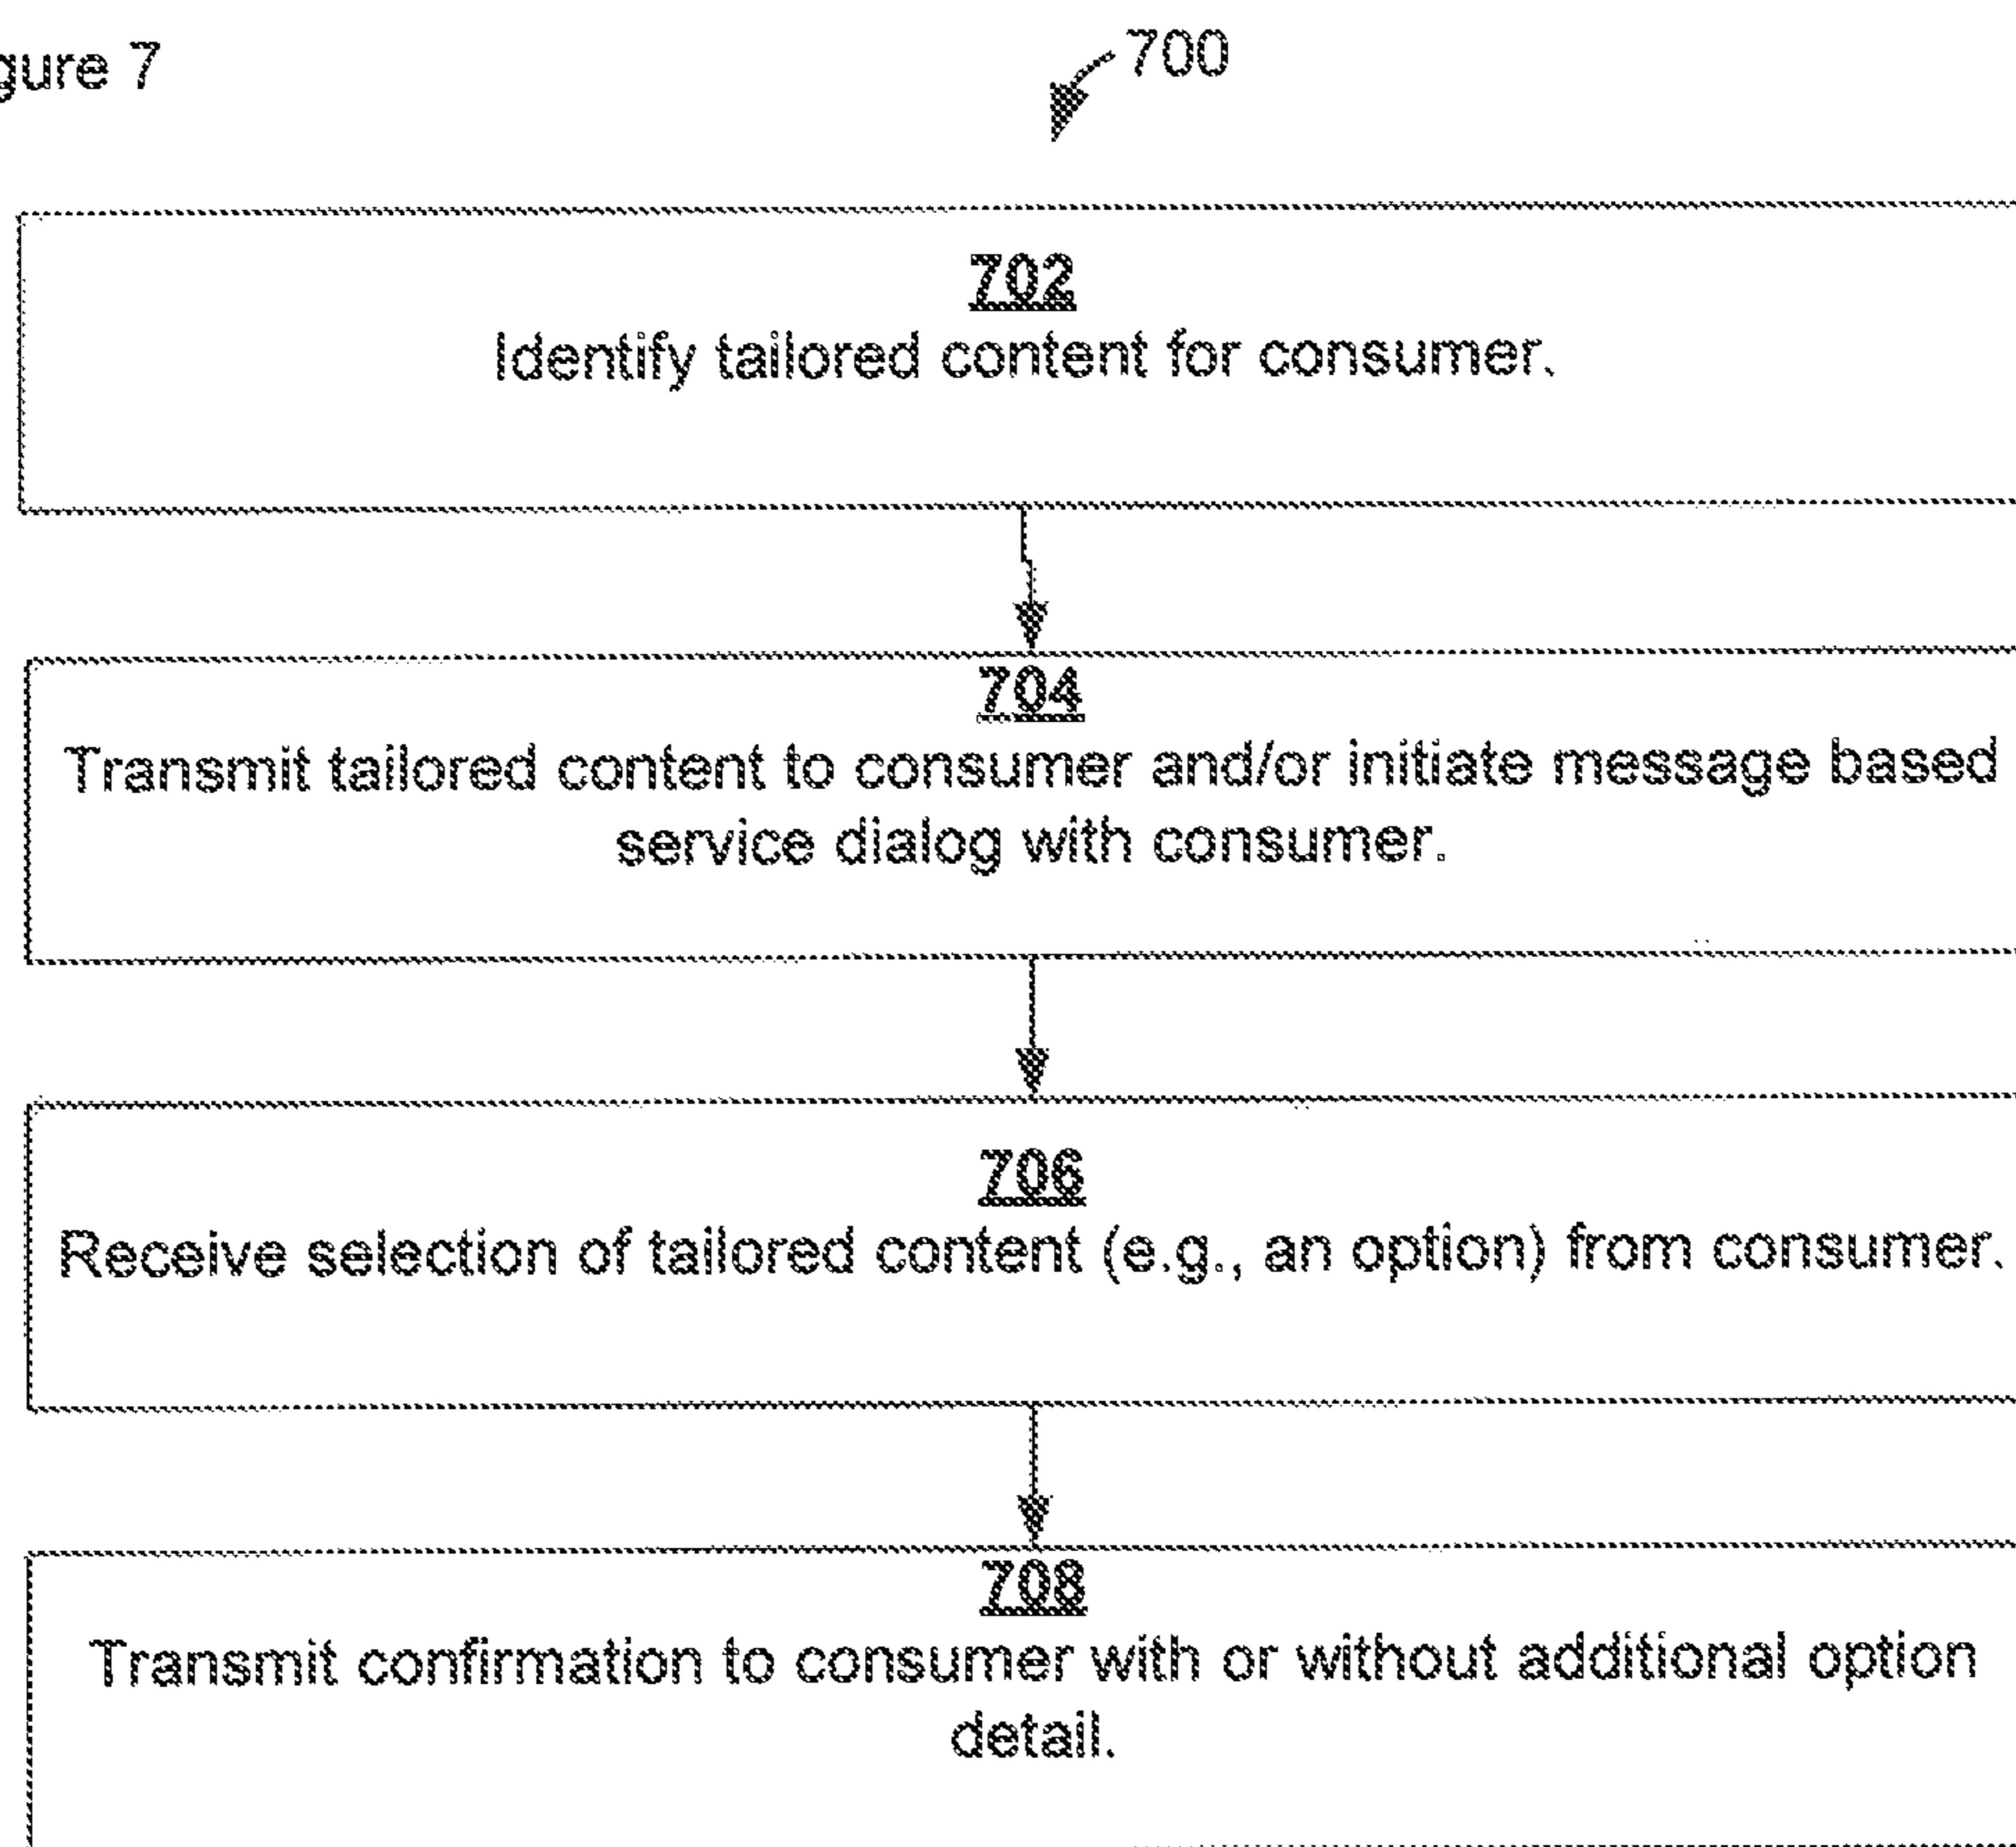 gure 7
700
702
Identify tailored content for consumer.
704
Transmit tailored content to consumer and/or initiate message based
service dialog with consumer.
706
Receive selection of tailored content (e.g., an option) from consumer.
708
Transmit confirmation to consumer with or without additional option
detail.